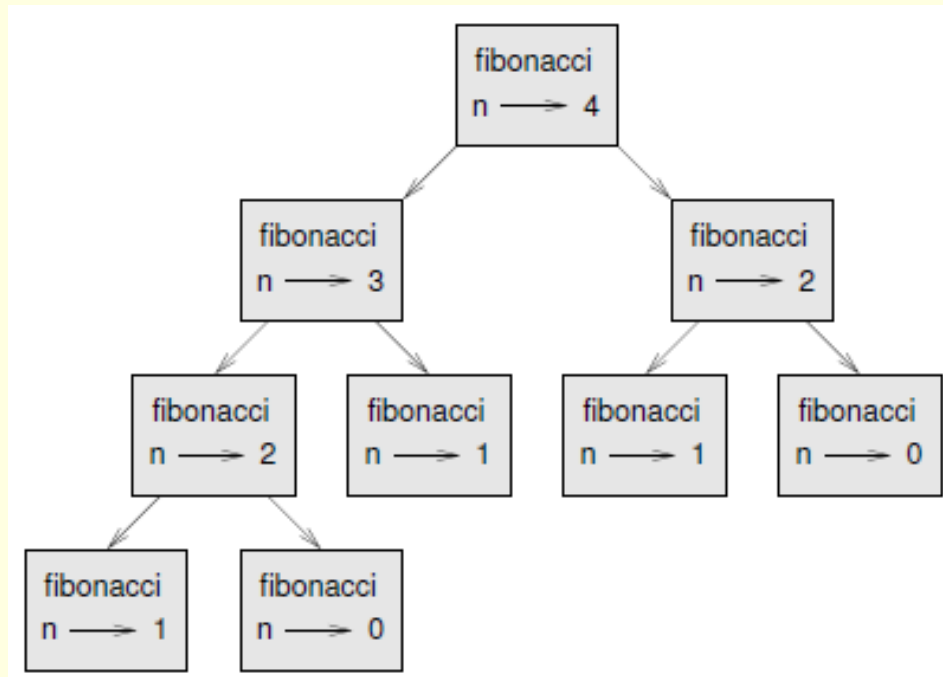 fibonacci
n → 4
fibonacci
n → 3
fibonacci
n → 2
fibonacci
n → 2
fibonacci
n → 1
fibonacci
n → 1
fibonacci
n → 0
fibonacci
n → 1
fibonacci
n → 0